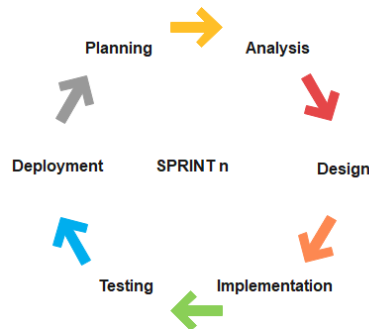 Planning
Analysis
Deployment
SPRINT n
Design
Testing
Implementation